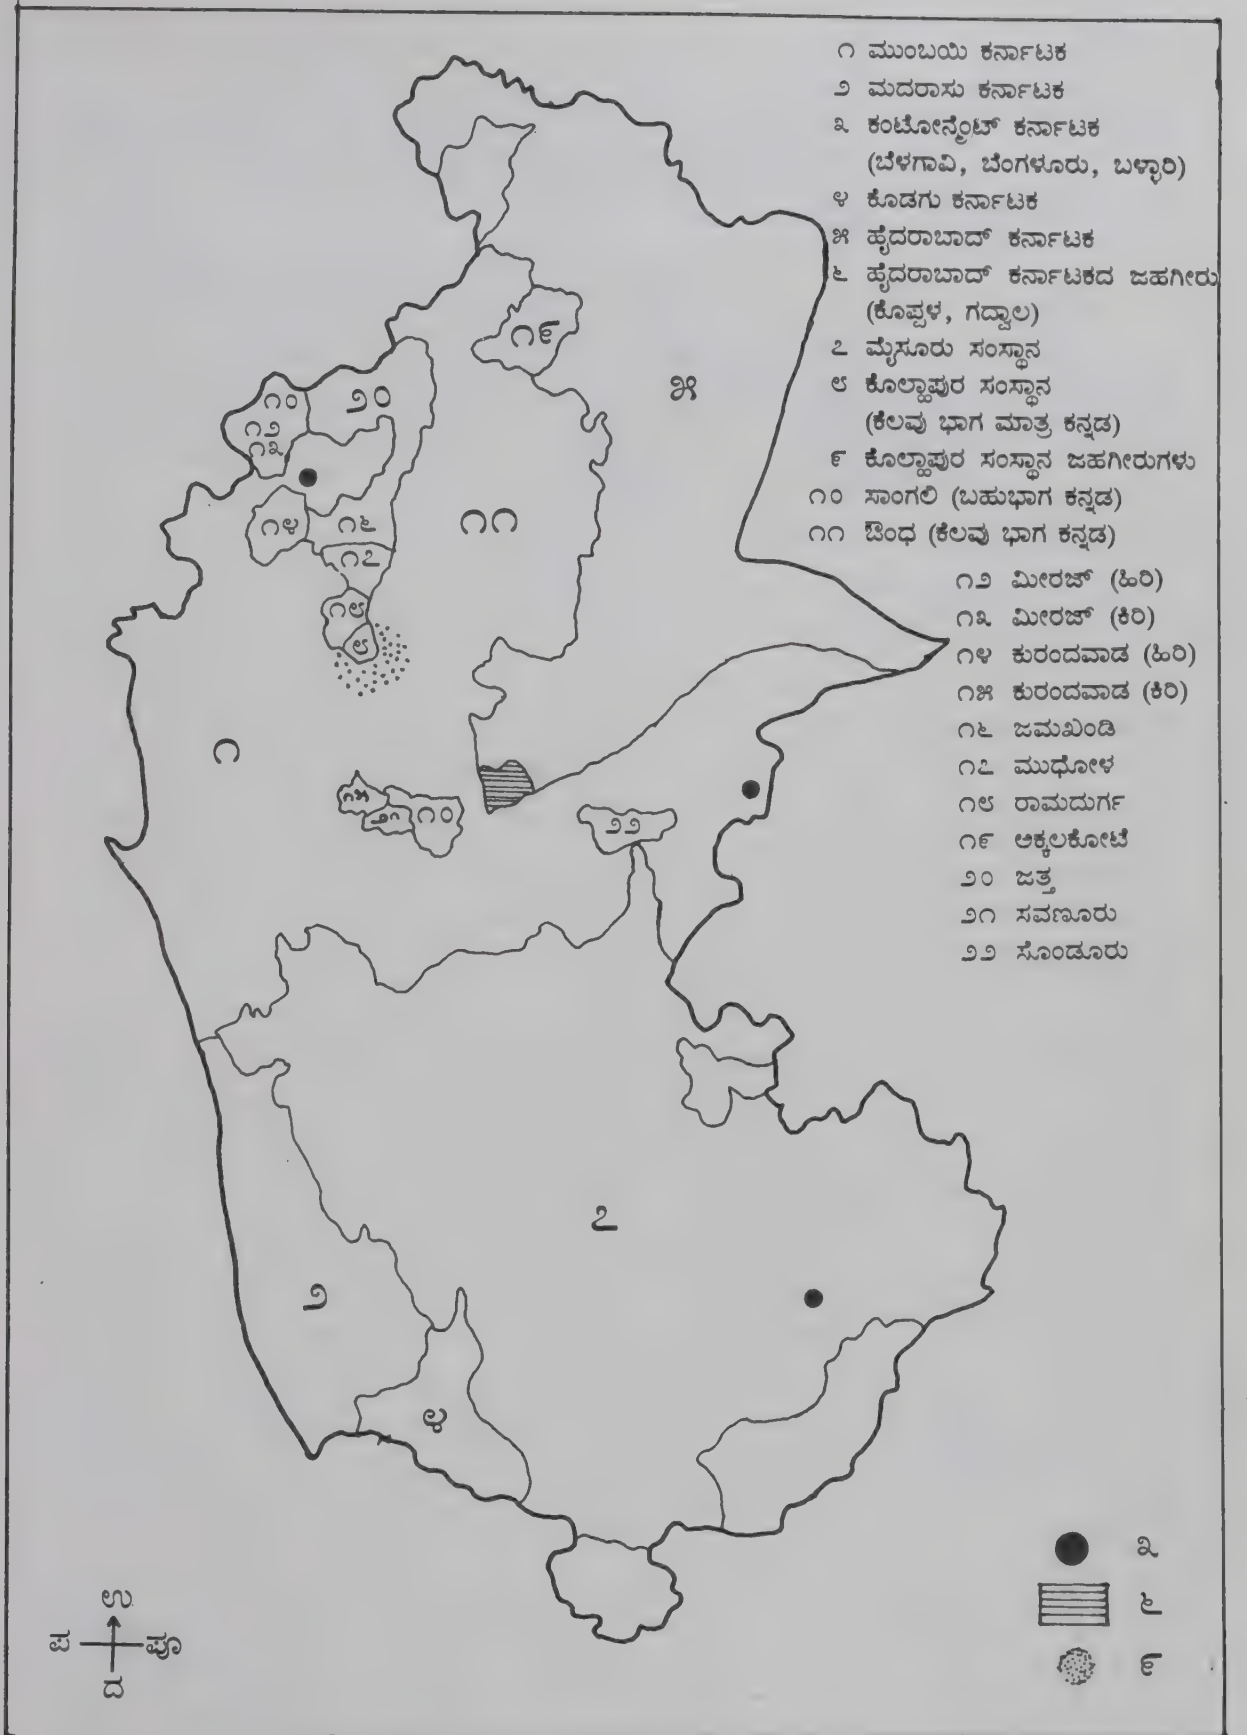 ೧ ಮುಂಬಯಿ ಕರ್ನಾಟಕ
೨ ಮದರಾಸು ಕರ್ನಾಟಕ
೩ ಕಂಟೋನ್ಮೆಂಟ್ ಕರ್ನಾಟಕ
(ಬೆಳಗಾವಿ, ಬೆಂಗಳೂರು, ಬಳ್ಳಾರಿ)
೪ ಕೊಡಗು ಕರ್ನಾಟಕ
೫ ಹೈದರಾಬಾದ್ ಕರ್ನಾಟಕ
೬ ಹೈದರಾಬಾದ್ ಕರ್ನಾಟಕದ ಜಹಗೀರು
(ಕೊಪ್ಪಳ, ಗದ್ವಾಲ)
೭ ಮೈಸೂರು ಸಂಸ್ಥಾನ
೮ ಕೊಲ್ಹಾಪುರ ಸಂಸ್ಥಾನ
(ಕೆಲವು ಭಾಗ ಮಾತ್ರ ಕನ್ನಡ)
೯ ಕೊಲ್ಹಾಪುರ ಸಂಸ್ಥಾನ ಜಹಗೀರುಗಳು
೧೦ ಸಾಂಗಲಿ (ಬಹುಭಾಗ ಕನ್ನಡ)
೧೧ ಔಂಧ (ಕೆಲವು ಭಾಗ ಕನ್ನಡ)
೧೨ ಮೀರಜ್ (ಹಿರಿ)
೧೩ ಮೀರಜ್ (ಕಿರಿ)
೧೪ ಕುರಂದವಾಡ (ಹಿರಿ)
೧೫ ಕುರಂದವಾಡ (ಕಿರಿ)
೧೬ ಜಮಖಂಡಿ
೧೭ ಮುಧೋಳ
೧೮ ರಾಮದುರ್ಗ
೧೯ ಅಕ್ಕಲಕೋಟೆ
೨೦ ಜತ್ತ
೨೧ ಸವಣೂರು
೨೨ ಸೊಂಡೂರು
೧೯
೫
೨೦
೧೦
೧೨
೧೩
೧೪
೧೬
೧೧
೧೭
೧೮
೮
೧
೧೫
೨೧
೧೦
೨೨
೭
೨
೪
೩
೬
೯
ಉ
ಪ
ಪೂ
ದ